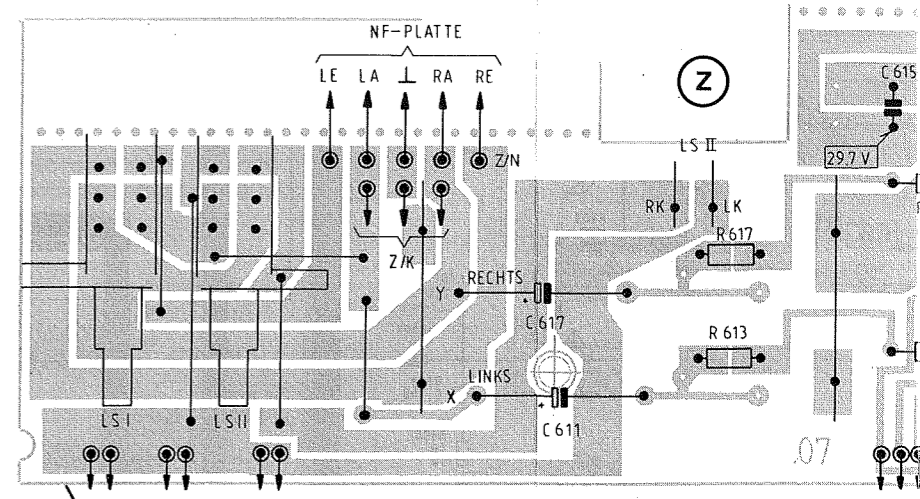 NF-PLATTE
LE LA ⊥ RA RE
Z
C 615
Z/N
LS II
29.7 V
RK LK
R 617
Z/K
RECHTS
Y
C 617
R 613
LINKS
X
LS I LS II
C 611
.07